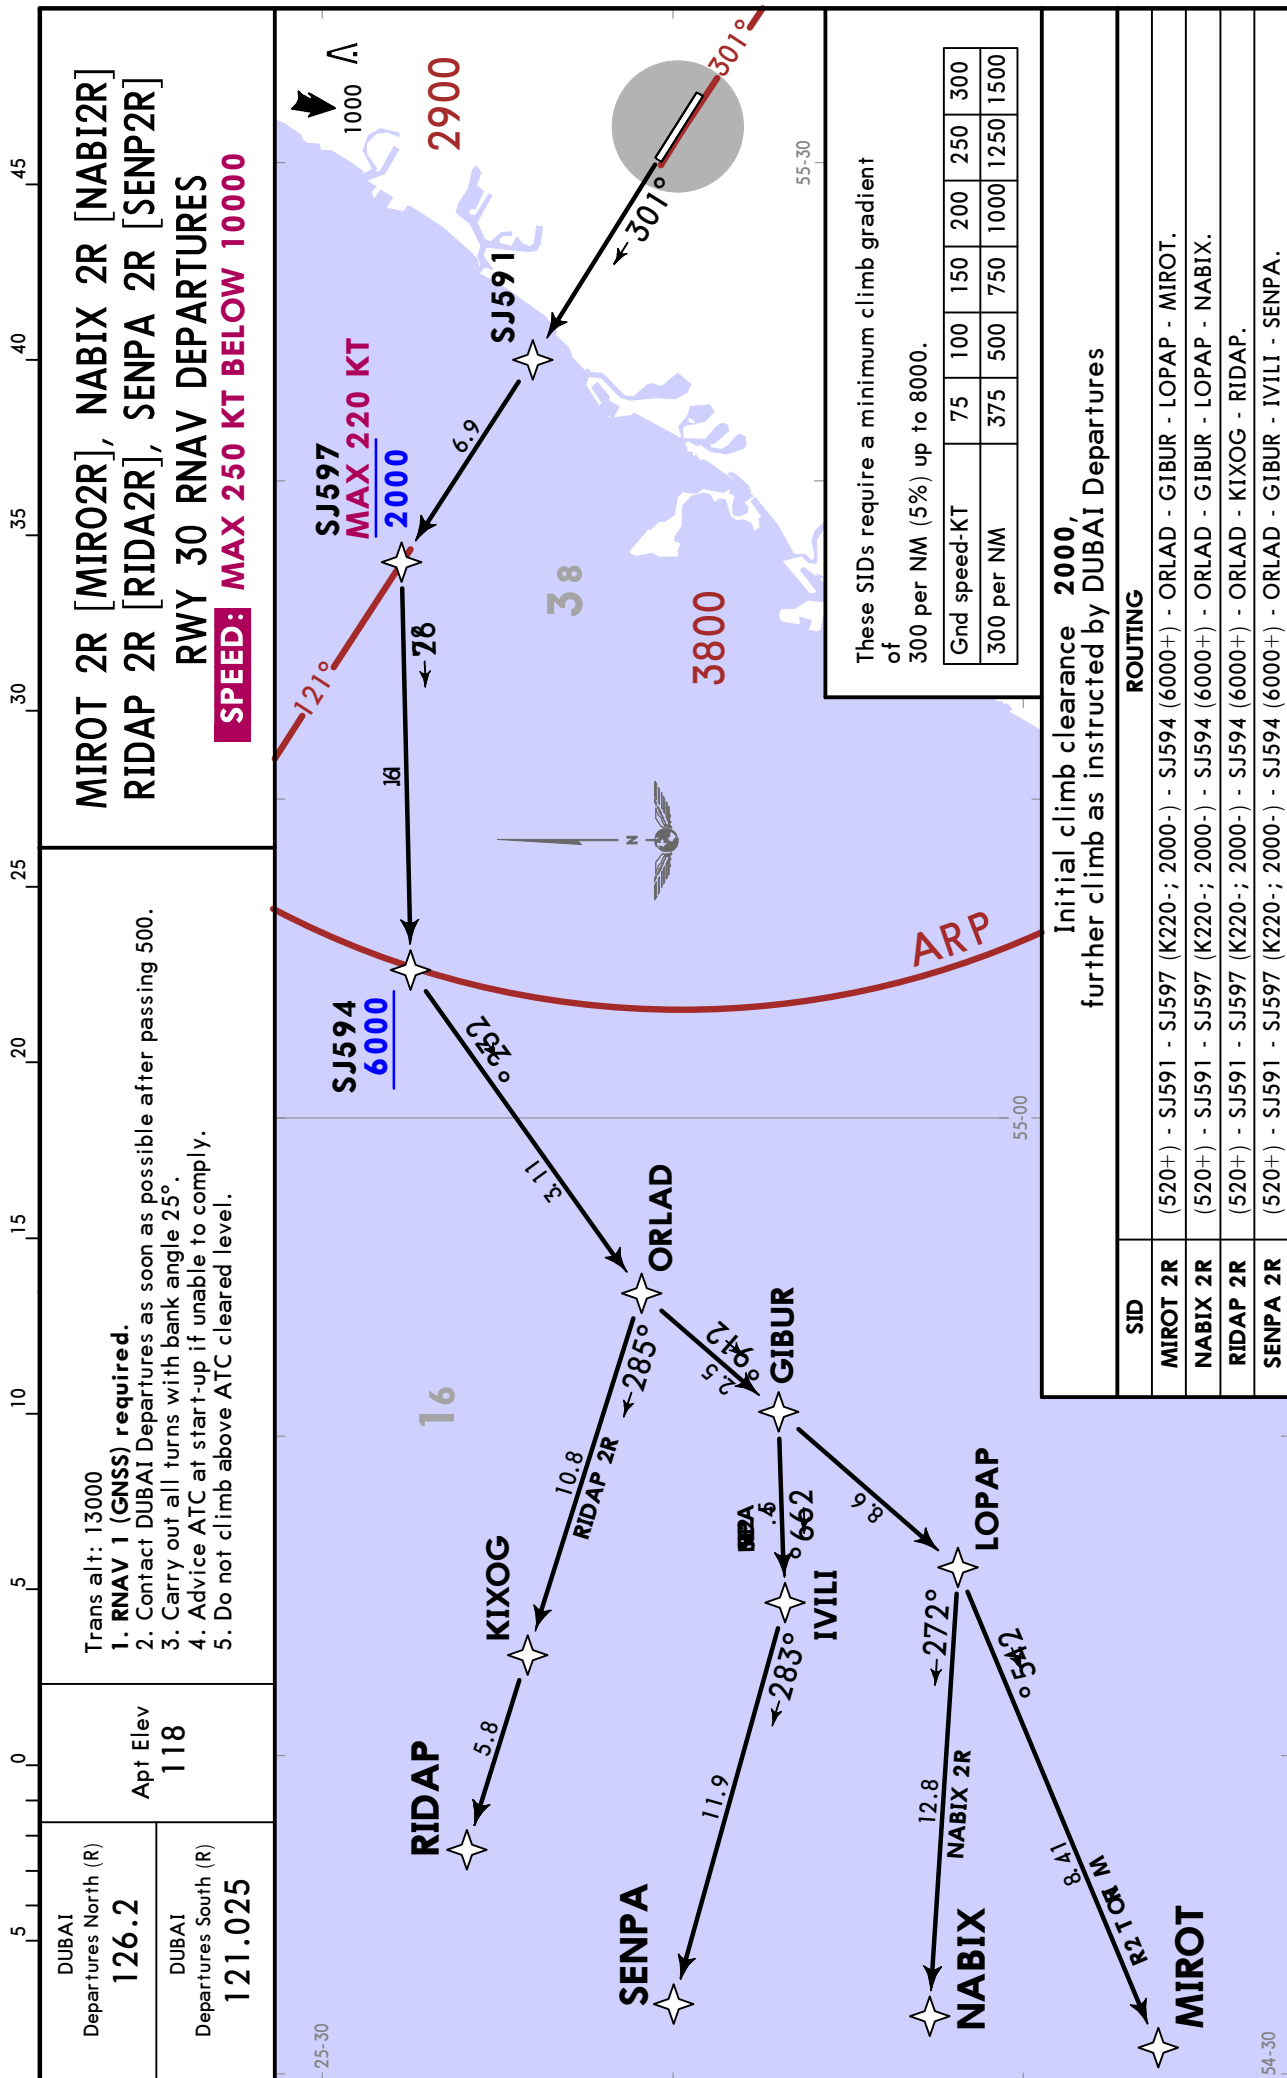 DUBAI
Departures North (R)
126.2
DUBAI
Departures South (R)
121.025
Apt Elev
118
Trans alt: 13000
1. RNAV 1 (GNSS) required.
2. Contact DUBAI Departures as soon as possible after passing 500.
3. Carry out all turns with bank angle 25°.
4. Advice ATC at start-up if unable to comply.
5. Do not climb above ATC cleared level.
MIROT 2R [MIRO2R], NABIX 2R [NABI2R]
RIDAP 2R [RIDA2R], SENPA 2R [SENP2R]
RWY 30 RNAV DEPARTURES
SPEED: MAX 250 KT BELOW 10000
5
0
5
10
15
20
25
30
35
40
45
25-30
1000
2900
121°
SJ597
MAX 220 KT
2000
SJ594
6000
RIDAP
5.8
KIXOG
10.8
RIDAP 2R
285°
16
ORLAD
3.11
6.9
SJ591
301°
301°
38
3800
N
ARP
SENPA
11.9
283°
IVILI
GIBUR
2.5
8.6
LOPAP
272°
12.8
NABIX 2R
NABIX
8.41
MIROT
54-30
55-00
55-30
These SIDs require a minimum climb gradient
of
300 per NM (5%) up to 8000.
Gnd speed-KT 75 100 150 200 250 300
300 per NM 375 500 750 1000 1250 1500
Initial climb clearance 2000,
further climb as instructed by DUBAI Departures
SID ROUTING
MIROT 2R (520+) - SJ591 - SJ597 (K220-; 2000-) - SJ594 (6000+) - ORLAD - GIBUR - LOPAP - MIROT.
NABIX 2R (520+) - SJ591 - SJ597 (K220-; 2000-) - SJ594 (6000+) - ORLAD - GIBUR - LOPAP - NABIX.
RIDAP 2R (520+) - SJ591 - SJ597 (K220-; 2000-) - SJ594 (6000+) - ORLAD - KIXOG - RIDAP.
SENPA 2R (520+) - SJ591 - SJ597 (K220-; 2000-) - SJ594 (6000+) - ORLAD - GIBUR - IVILI - SENPA.